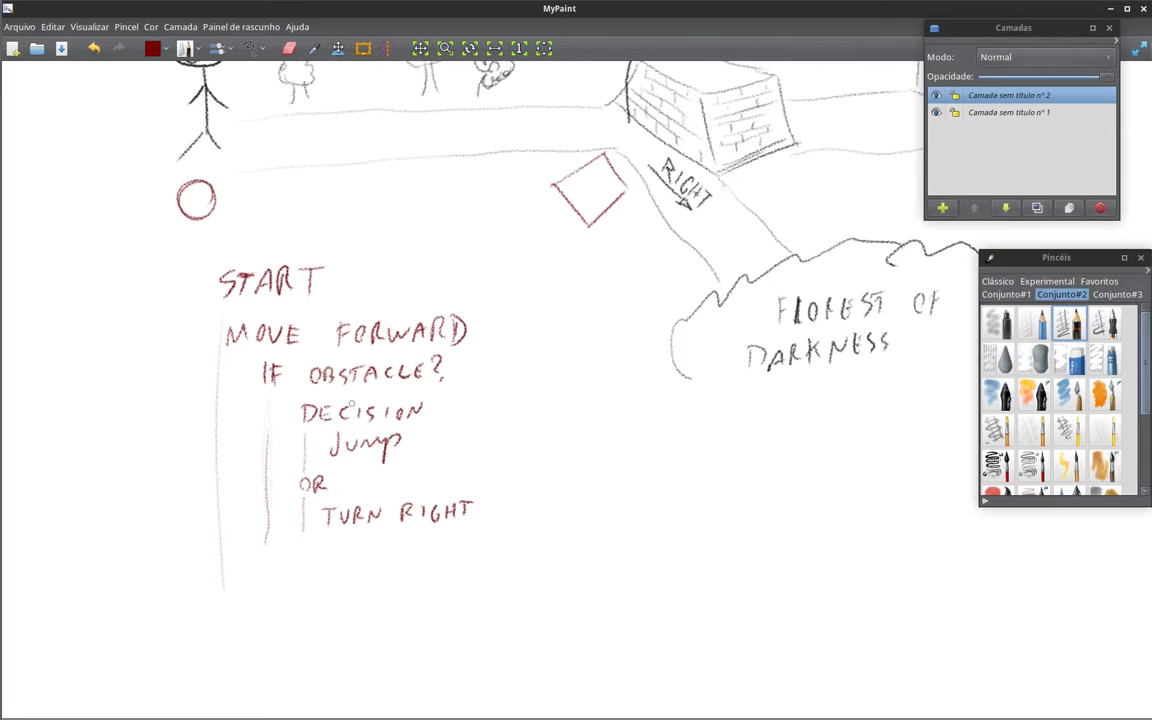 MyPaint
Arquivo Editar Visualizar Pincel Cor Camada Painel de rascunho Ajuda
Camadas
Modo: Normal
Opacidade:
Camada sem título nº 2
Camada sem título nº 1
RIGHT
START
MOVE FORWARD
IF OBSTACLE?
DECISION
Jump
OR
TURN RIGHT
FlOREST OF
DARKNESS
Pincéis
Clássico Experimental Favoritos
Conjunto#1 Conjunto#2 Conjunto#3